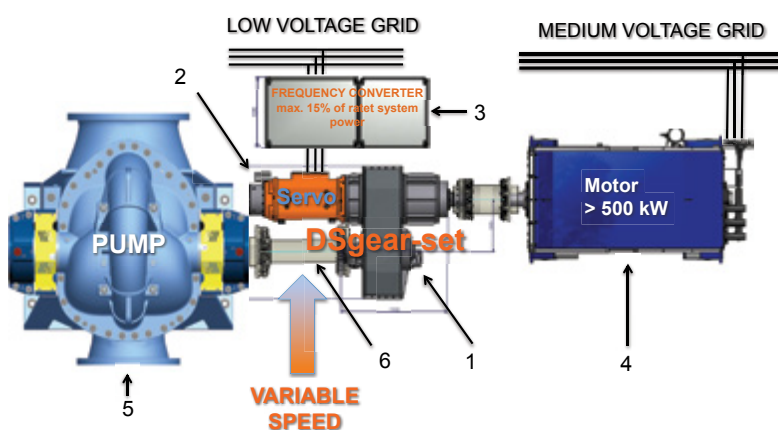 LOW VOLTAGE GRID
MEDIUM VOLTAGE GRID
2
FREQUENCY CONVERTER
max. 15% of ratet system
power
3
Servo
Motor
> 500 kW
PUMP
DSgear-set
6
1
4
5
VARIABLE
SPEED